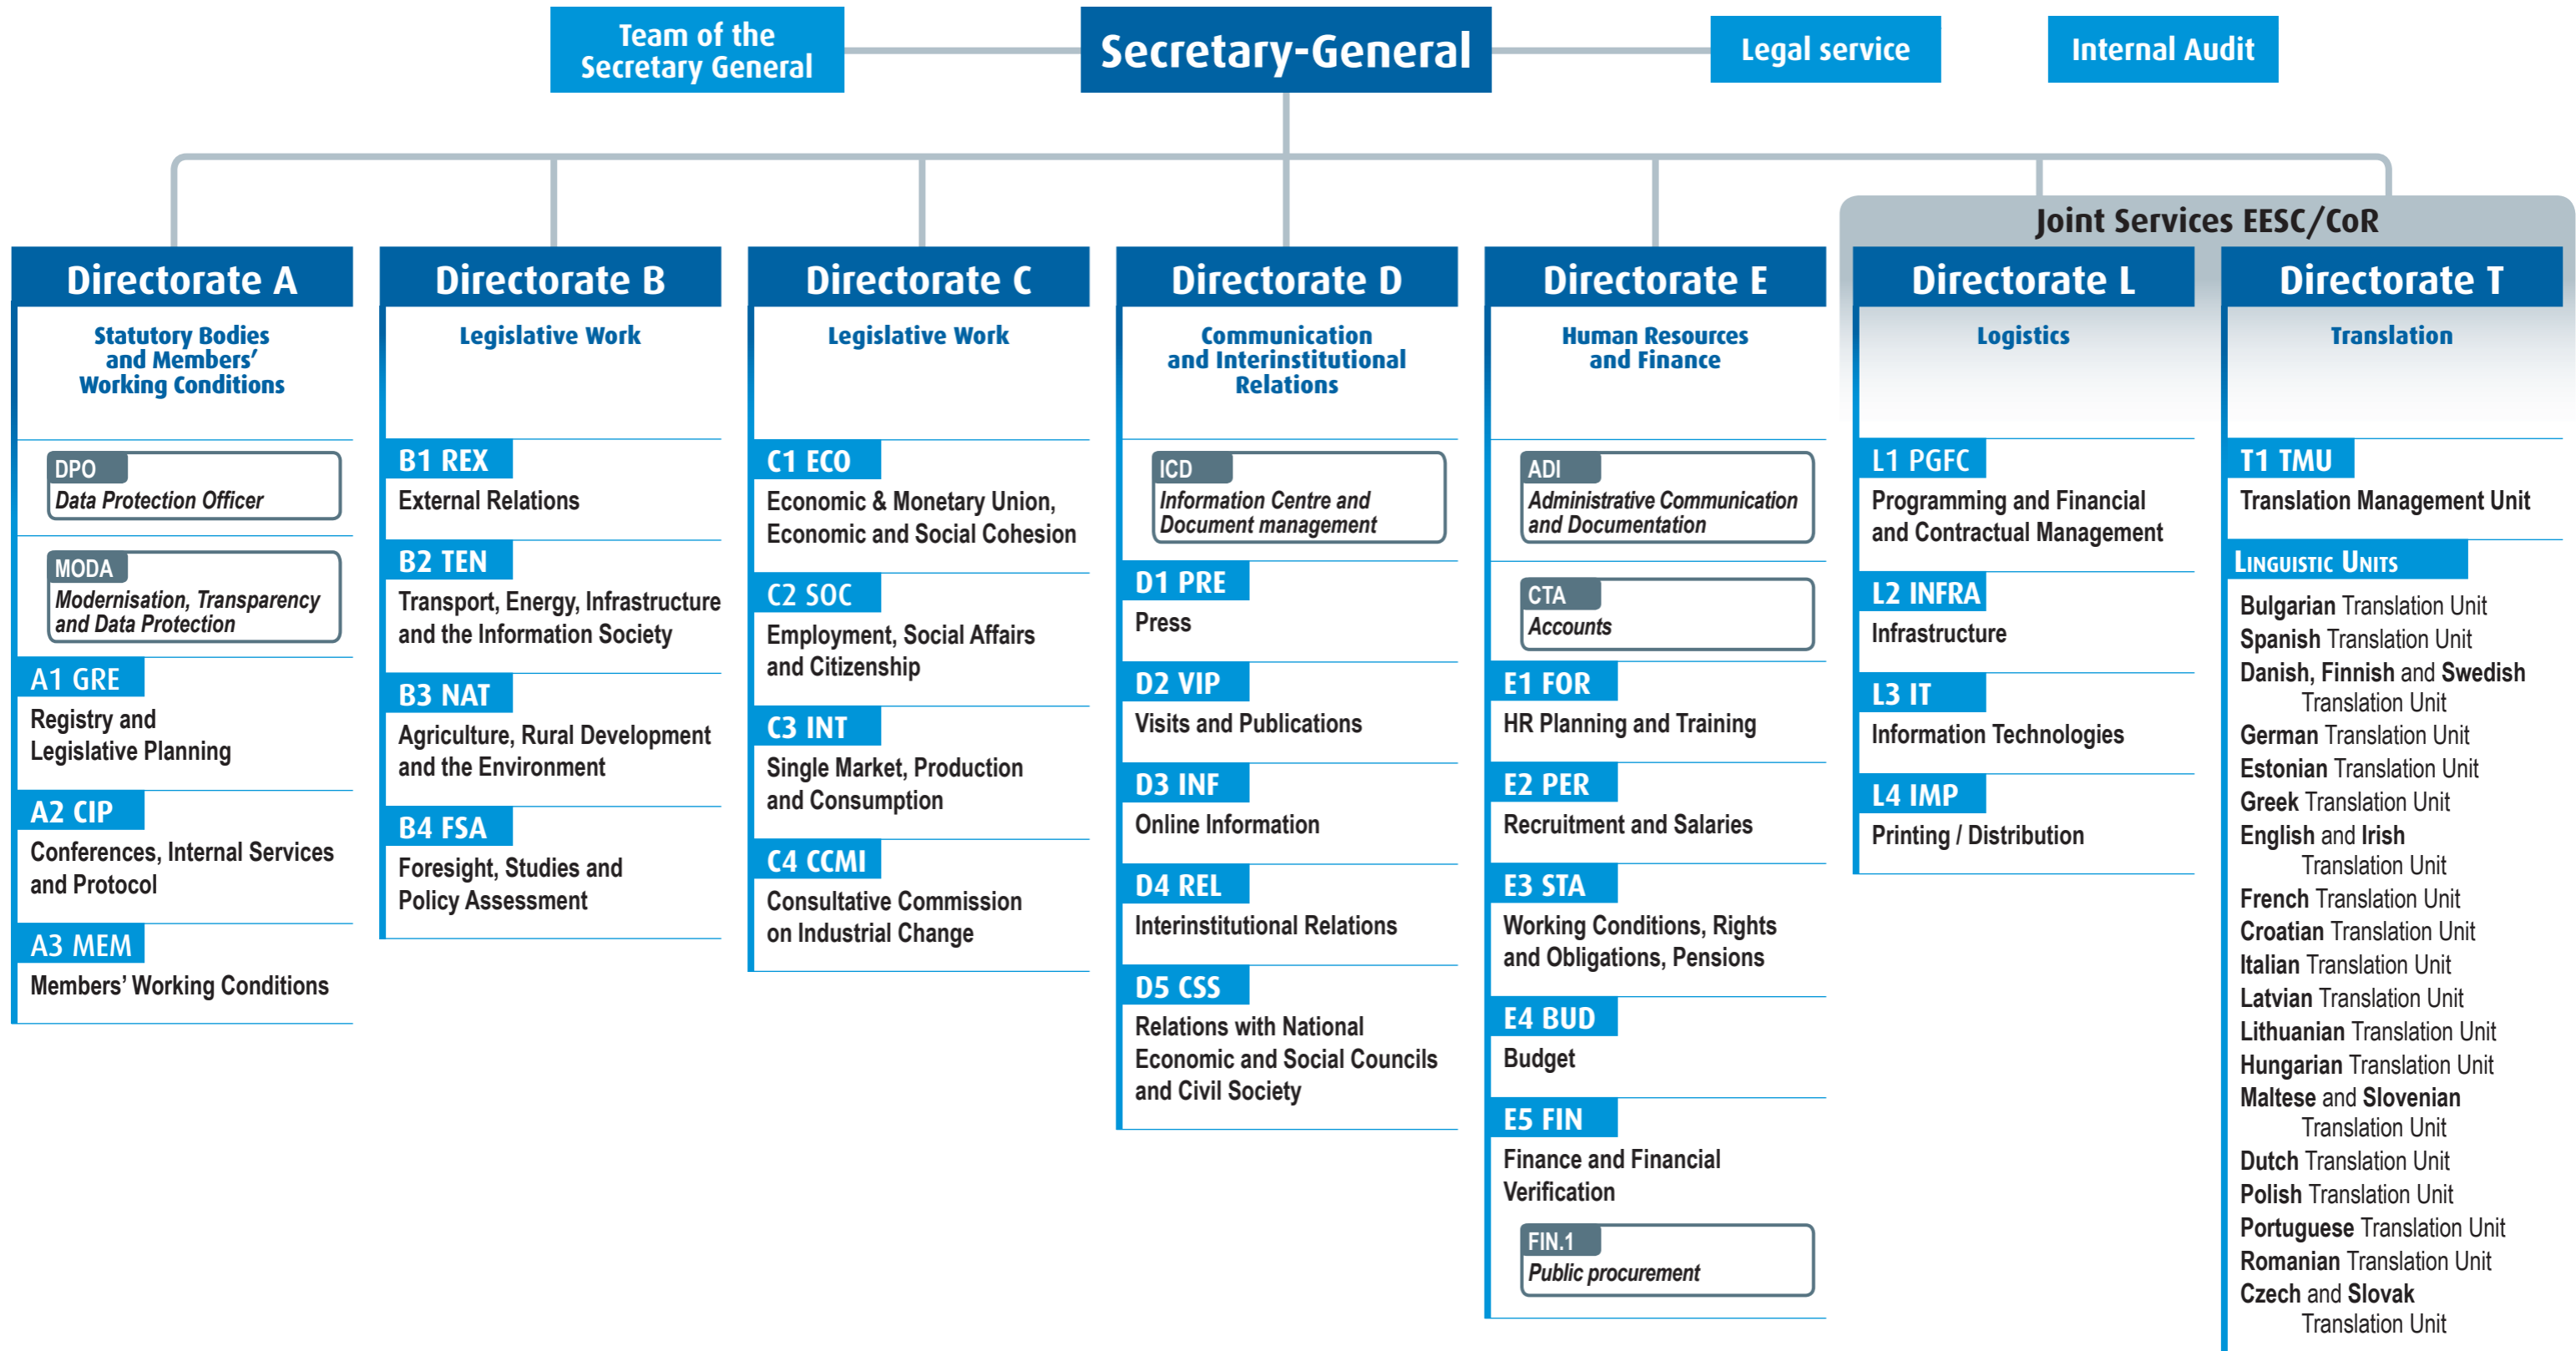 Team of the
Secretary General
Secretary-General
Legal service
Internal Audit
Joint Services EESC/CoR
Directorate A
Statutory Bodies
and Members’
Working Conditions
DPO
Data Protection Officer
MODA
Modernisation, Transparency
and Data Protection
A1 GRE
Registry and
Legislative Planning
A2 CIP
Conferences, Internal Services
and Protocol
A3 MEM
Members’ Working Conditions
Directorate B
Legislative Work
B1 REX
External Relations
B2 TEN
Transport, Energy, Infrastructure
and the Information Society
B3 NAT
Agriculture, Rural Development
and the Environment
B4 FSA
Foresight, Studies and
Policy Assessment
Directorate C
Legislative Work
C1 ECO
Economic & Monetary Union,
Economic and Social Cohesion
C2 SOC
Employment, Social Affairs
and Citizenship
C3 INT
Single Market, Production
and Consumption
C4 CCMI
Consultative Commission
on Industrial Change
Directorate D
Communication
and Interinstitutional
Relations
ICD
Information Centre and
Document management
D1 PRE
Press
D2 VIP
Visits and Publications
D3 INF
Online Information
D4 REL
Interinstitutional Relations
D5 CSS
Relations with National
Economic and Social Councils
and Civil Society
Directorate E
Human Resources
and Finance
ADI
Administrative Communication
and Documentation
CTA
Accounts
E1 FOR
HR Planning and Training
E2 PER
Recruitment and Salaries
E3 STA
Working Conditions, Rights
and Obligations, Pensions
E4 BUD
Budget
E5 FIN
Finance and Financial
Verification
FIN.1
Public procurement
Directorate L
Logistics
L1 PGFC
Programming and Financial
and Contractual Management
L2 INFRA
Infrastructure
L3 IT
Information Technologies
L4 IMP
Printing / Distribution
Directorate T
Translation
T1 TMU
Translation Management Unit
Linguistic Units
Bulgarian Translation Unit
Spanish Translation Unit
Danish, Finnish and Swedish
Translation Unit
German Translation Unit
Estonian Translation Unit
Greek Translation Unit
English and Irish
Translation Unit
French Translation Unit
Croatian Translation Unit
Italian Translation Unit
Latvian Translation Unit
Lithuanian Translation Unit
Hungarian Translation Unit
Maltese and Slovenian
Translation Unit
Dutch Translation Unit
Polish Translation Unit
Portuguese Translation Unit
Romanian Translation Unit
Czech and Slovak
Translation Unit